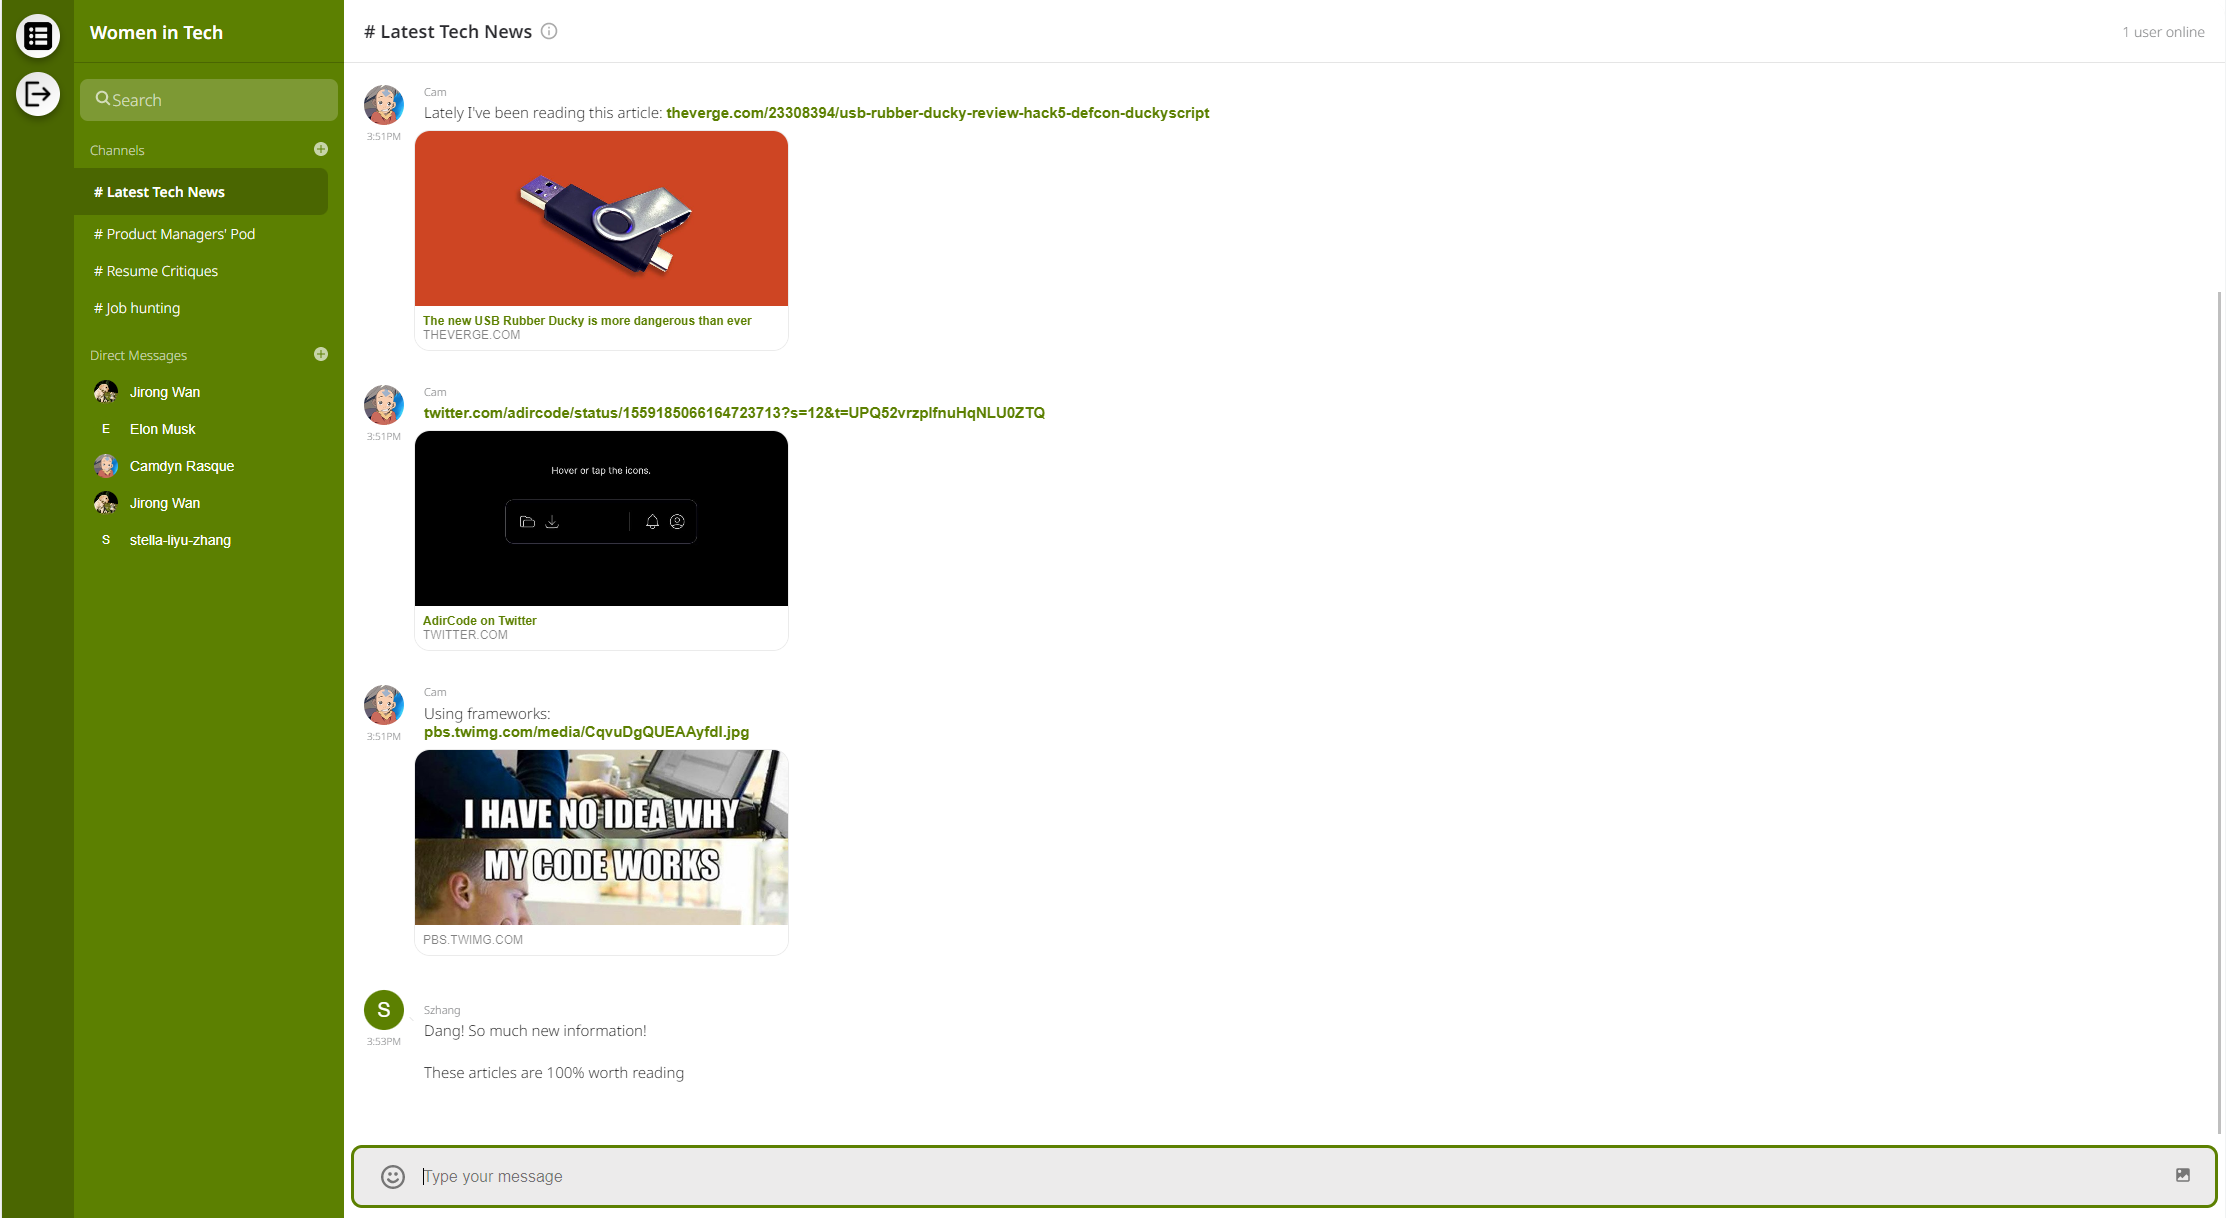 Women in Tech
Search
Channels
# Latest Tech News
# Product Managers' Pod
# Resume Critiques
# Job hunting
Direct Messages
Jirong Wan
E Elon Musk
Camdyn Rasque
Jirong Wan
S stella-liyu-zhang
# Latest Tech News
1 user online
Cam
Lately I've been reading this article: theverge.com/23308394/usb-rubber-ducky-review-hack5-defcon-duckyscript
3:51PM
The new USB Rubber Ducky is more dangerous than ever
THEVERGE.COM
Cam
twitter.com/adircode/status/1559185066164723713?s=12&t=UPQ52vrzplfnuHqNLU0ZTQ
3:51PM
Hover or tap the icons.
AdirCode on Twitter
TWITTER.COM
Cam
Using frameworks:
pbs.twimg.com/media/CqvuDgQUEAAyfdI.jpg
3:51PM
I HAVE NO IDEA WHY
MY CODE WORKS
PBS.TWIMG.COM
S
Szhang
Dang! So much new information!
3:53PM
These articles are 100% worth reading
Type your message